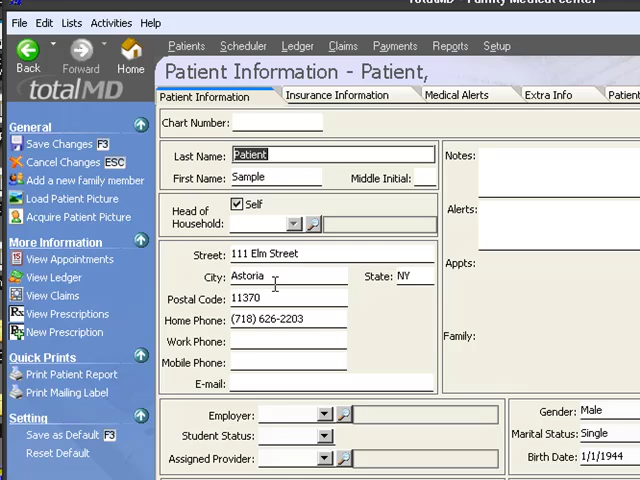 totalMD - Family Medical center
File Edit Lists Activities Help
Back Forward Home
Patients Scheduler Ledger Claims Payments Reports Setup
totalMD
Patient Information - Patient,
Patient Information Insurance Information Medical Alerts Extra Info Patient
General
Save Changes F3
Cancel Changes ESC
Add a new family member
Load Patient Picture
Acquire Patient Picture
More Information
View Appointments
View Ledger
View Claims
Rx View Prescriptions
Rx New Prescription
Quick Prints
Print Patient Report
Print Mailing Label
Setting
Save as Default F3
Reset Default
Chart Number:
Last Name: Patient
First Name: Sample Middle Initial:
Head of Household: Self
Street: 111 Elm Street
City: Astoria State: NY
Postal Code: 11370
Home Phone: (718) 626-2203
Work Phone:
Mobile Phone:
E-mail:
Notes:
Alerts:
Appts:
Family:
Employer:
Student Status:
Assigned Provider:
Gender: Male
Marital Status: Single
Birth Date: 1/1/1944